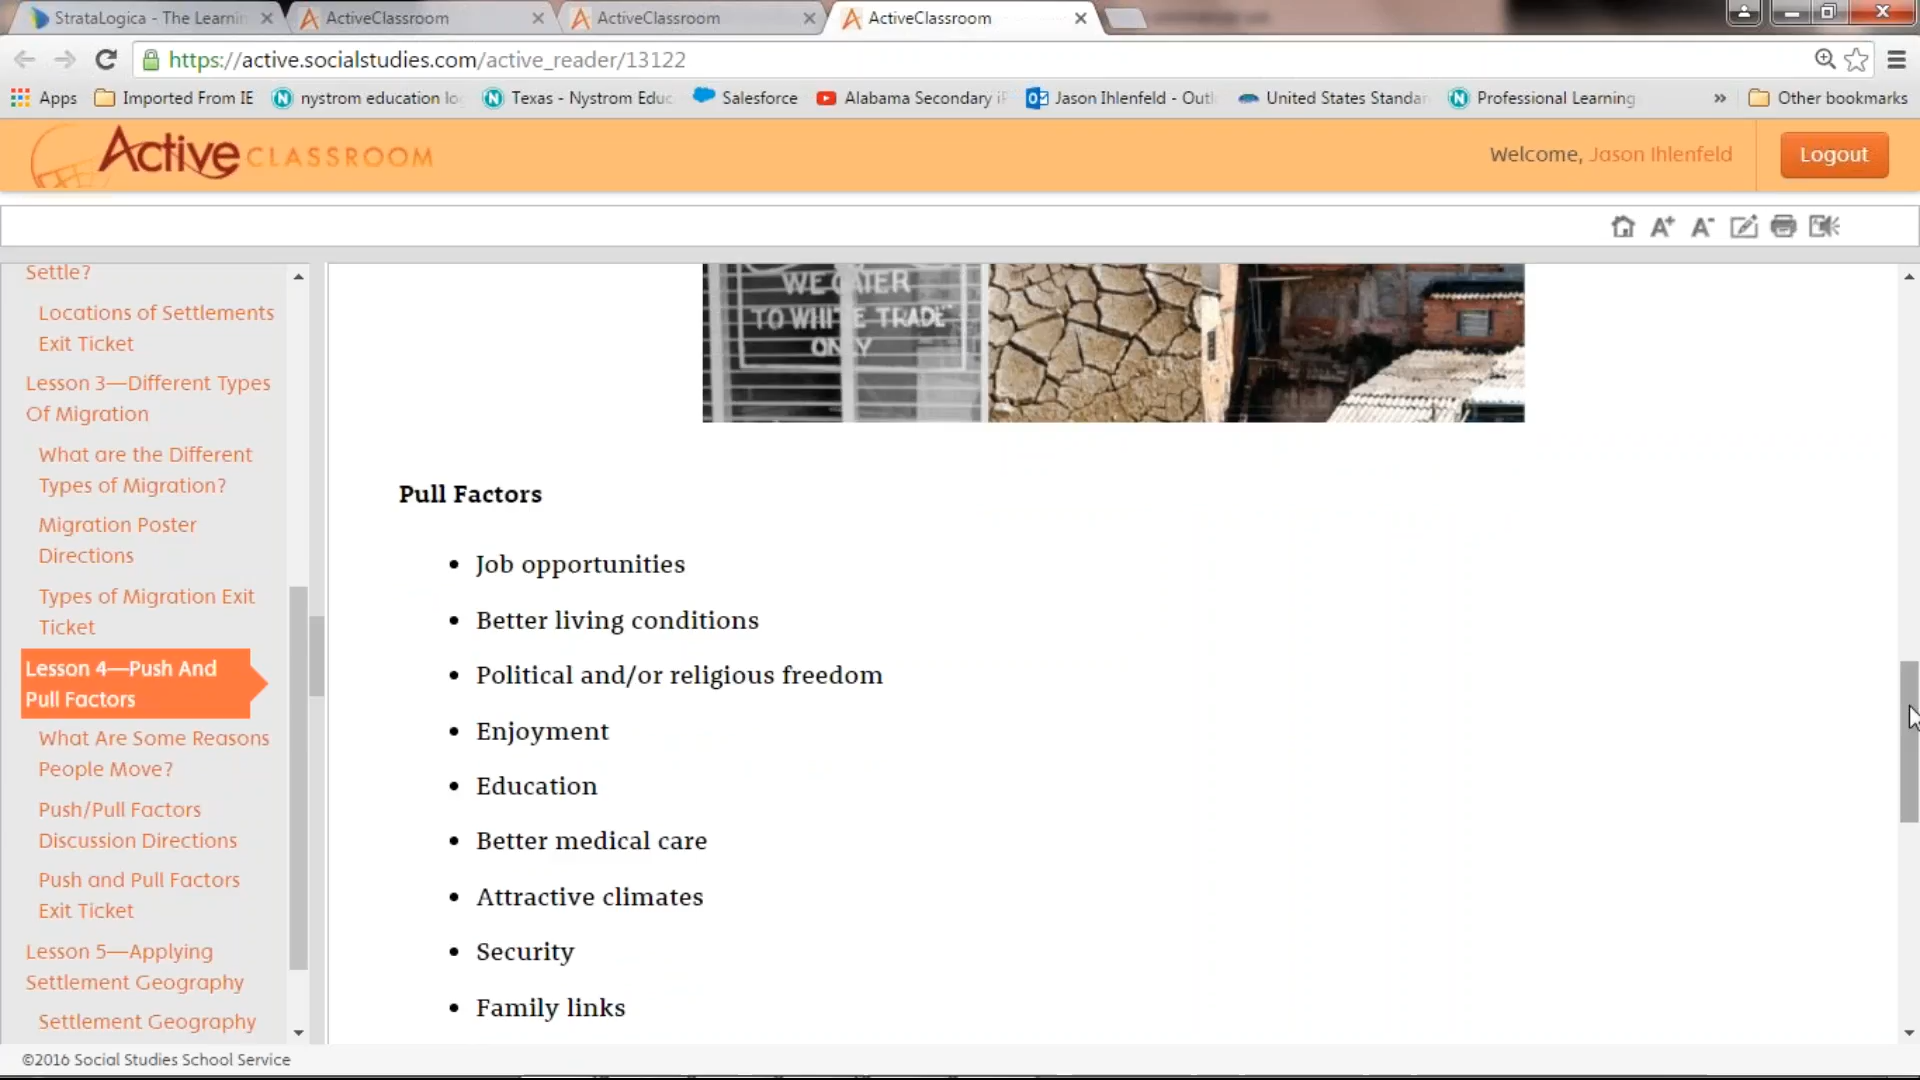 StrataLogica - The Learnin
ActiveClassroom
ActiveClassroom
ActiveClassroom
https://active.socialstudies.com/active_reader/13122
Apps
Imported From IE
nystrom education lo
Texas - Nystrom Educ
Salesforce
Alabama Secondary
Jason Ihlenfeld - Outl
United States Standar
Professional Learning
»
Other bookmarks
Active CLASSROOM
Welcome, Jason Ihlenfeld
Logout
A+
A-
Settle?
Locations of Settlements
Exit Ticket
Lesson 3—Different Types
Of Migration
What are the Different
Types of Migration?
Migration Poster
Directions
Types of Migration Exit
Ticket
Lesson 4—Push And
Pull Factors
What Are Some Reasons
People Move?
Push/Pull Factors
Discussion Directions
Push and Pull Factors
Exit Ticket
Lesson 5—Applying
Settlement Geography
Settlement Geography
WE CATER
TO WHITE TRADE
ONLY
Pull Factors
• Job opportunities
• Better living conditions
• Political and/or religious freedom
• Enjoyment
• Education
• Better medical care
• Attractive climates
• Security
• Family links
©2016 Social Studies School Service